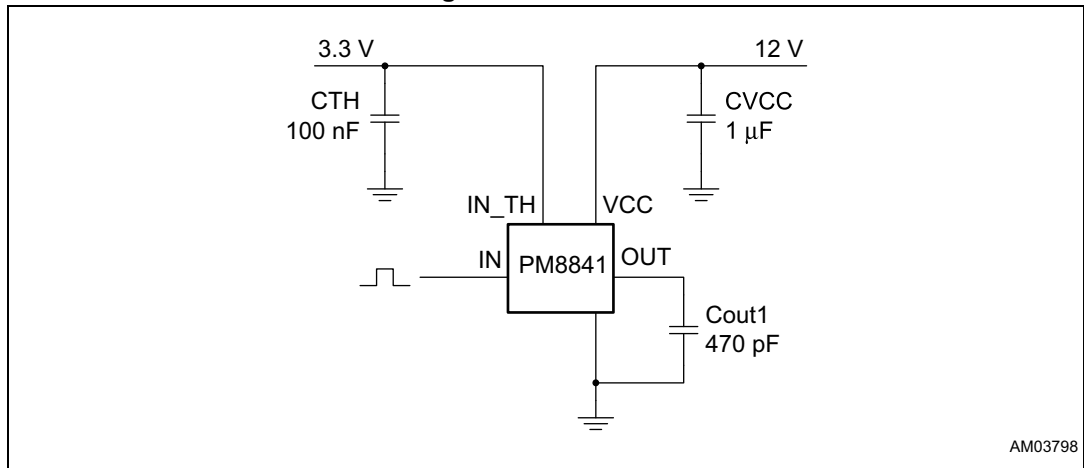 3.3 V
12 V
CTH
100 nF
CVCC
1 μF
IN_TH
VCC
IN
PM8841
OUT
Cout1
470 pF
AM03798